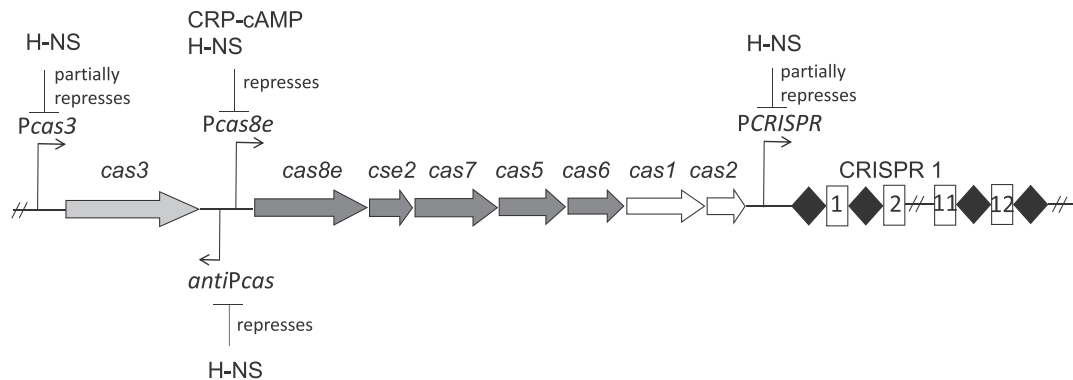 CRP-cAMP
H-NS
H-NS
H-NS
partially
represses
represses
partially
represses
Pcas3
Pcas8e
PCRISPR
cas3
cas8e
cse2
cas7
cas5
cas6
cas1
cas2
CRISPR 1
1
2
11
12
antiPcas
represses
H-NS